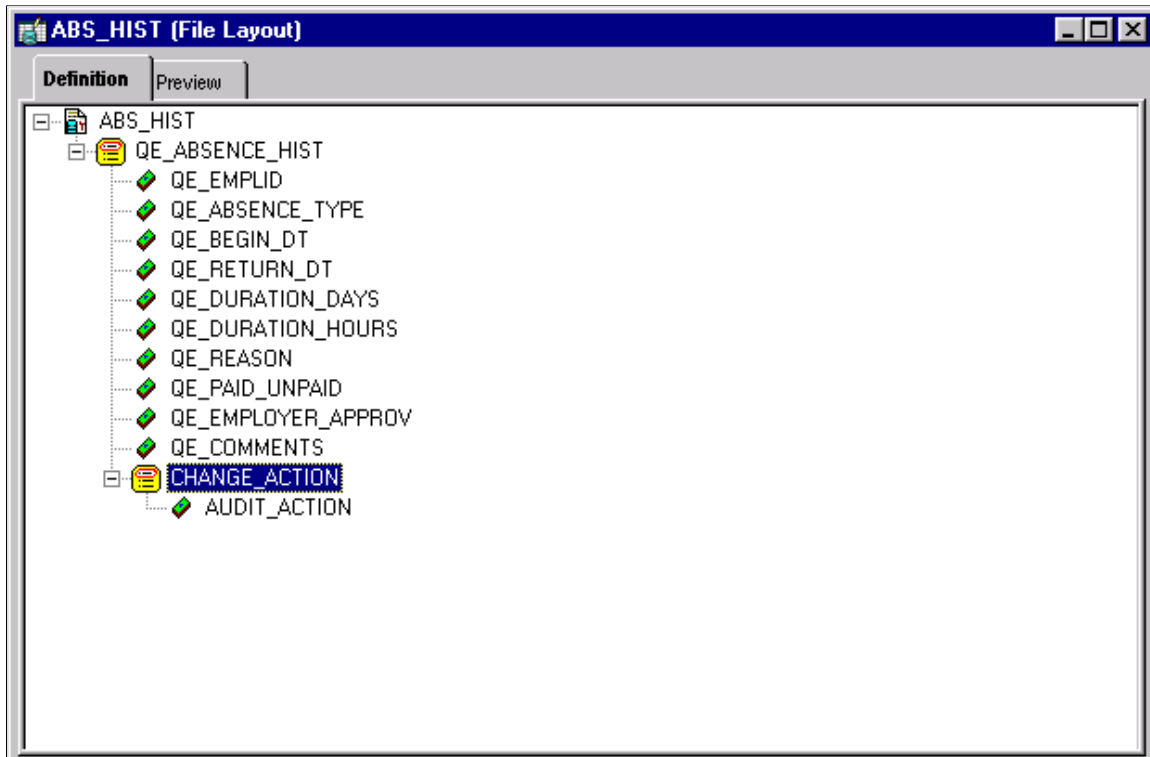 ABS_HIST (File Layout)
Definition Preview
ABS_HIST
QE_ABSENCE_HIST
QE_EMPLID
QE_ABSENCE_TYPE
QE_BEGIN_DT
QE_RETURN_DT
QE_DURATION_DAYS
QE_DURATION_HOURS
QE_REASON
QE_PAID_UNPAID
QE_EMPLOYER_APPROV
QE_COMMENTS
CHANGE_ACTION
AUDIT_ACTION